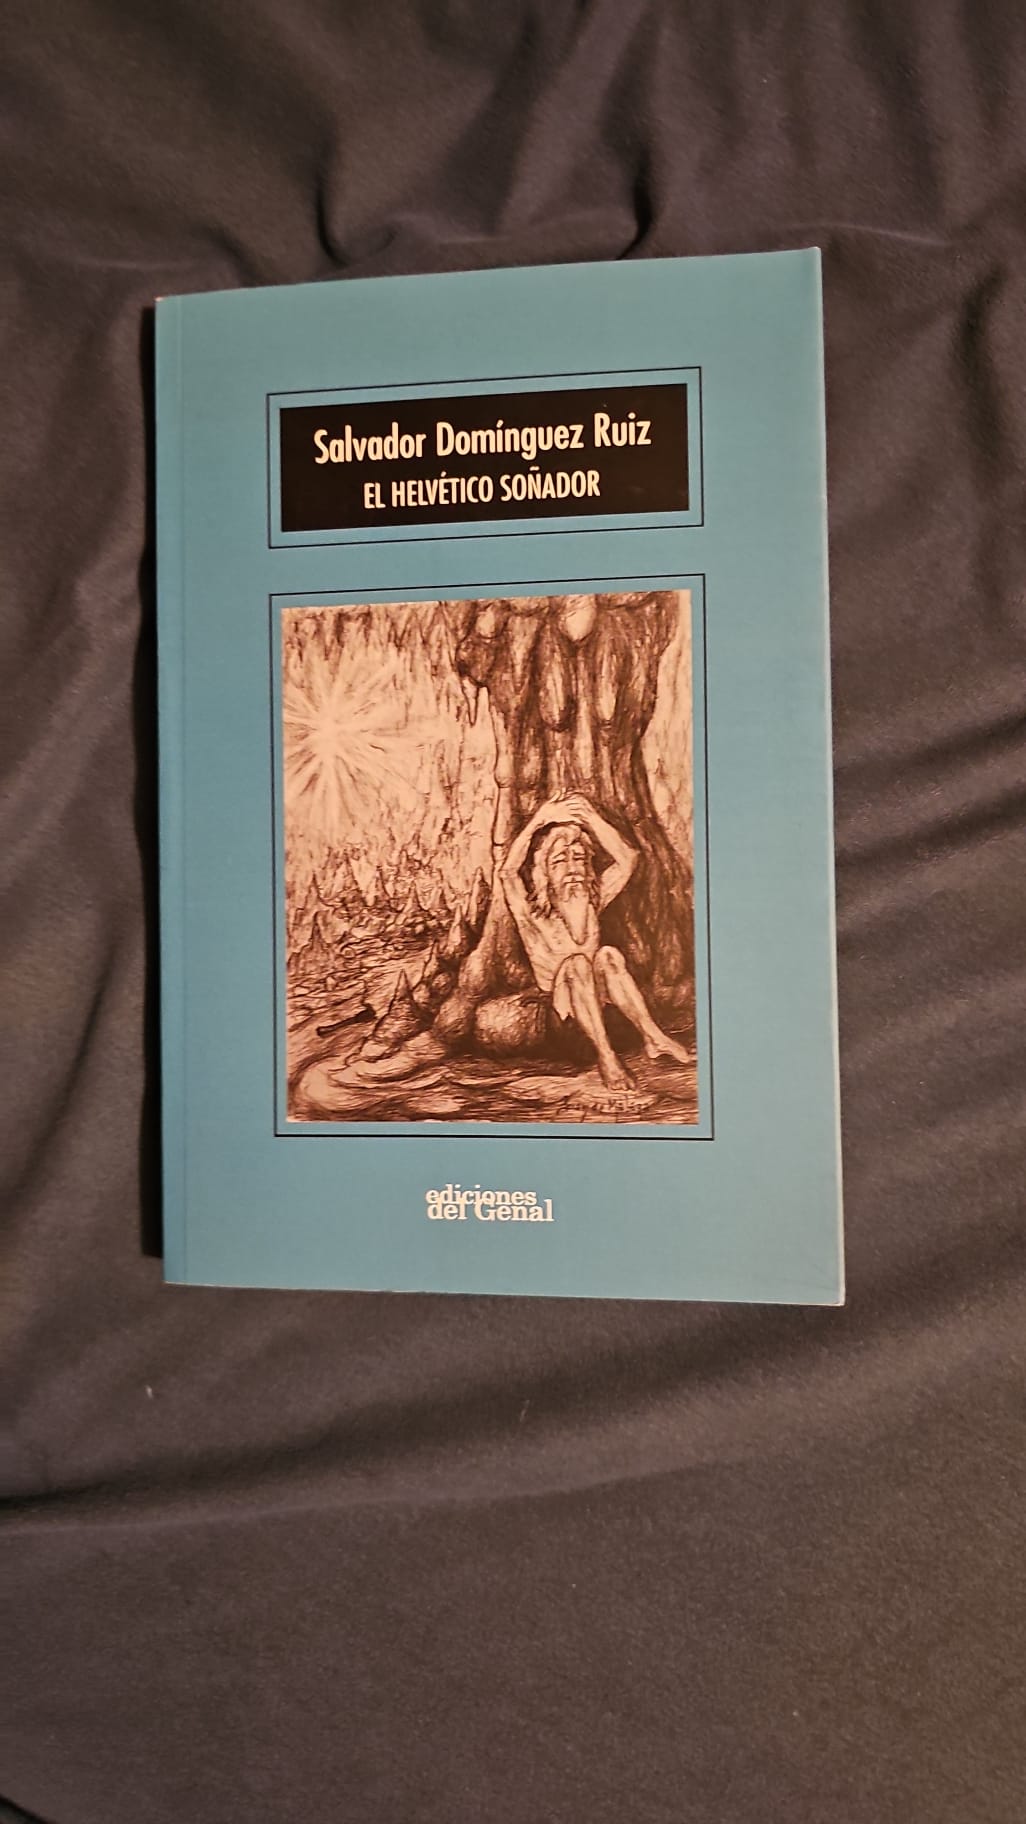 Salvador Domínguez Ruiz
EL HELVÉTICO SOÑADOR
ediciones
del Genal